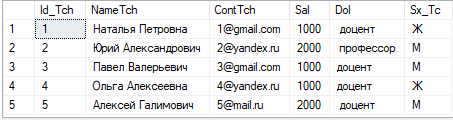 Id_Tch NameTch ContTch Sal Dol Sx_Tc
1 1 Наталья Петровна 1@gmail.com 1000 доцент Ж
2 2 Юрий Александрович 2@yandex.ru 2000 профессор М
3 3 Павел Валерьевич 3@gmail.com 1000 доцент М
4 4 Ольга Алексеевна 4@yandex.ru 1000 доцент Ж
5 5 Алексей Галимович 5@mail.ru 2000 доцент М